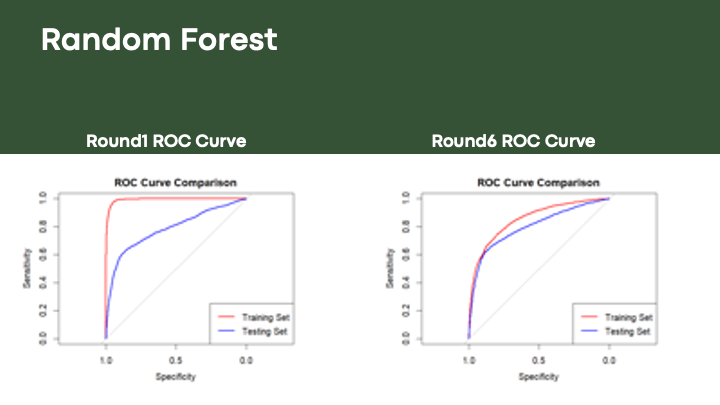 Random Forest
Round1 ROC Curve
Round6 ROC Curve
ROC Curve Comparison
Sensitivity
1.0
0.8
0.6
0.4
0.2
0.0
Training Set
Testing Set
1.0 0.5 0.0
Specificity
ROC Curve Comparison
Sensitivity
1.0
0.8
0.6
0.4
0.2
0.0
Training Set
Testing Set
1.0 0.5 0.0
Specificity